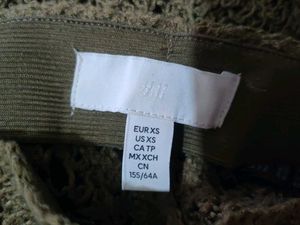 H&M
EUR XS
US XS
CA TP
MX XCH
CN
155/64A